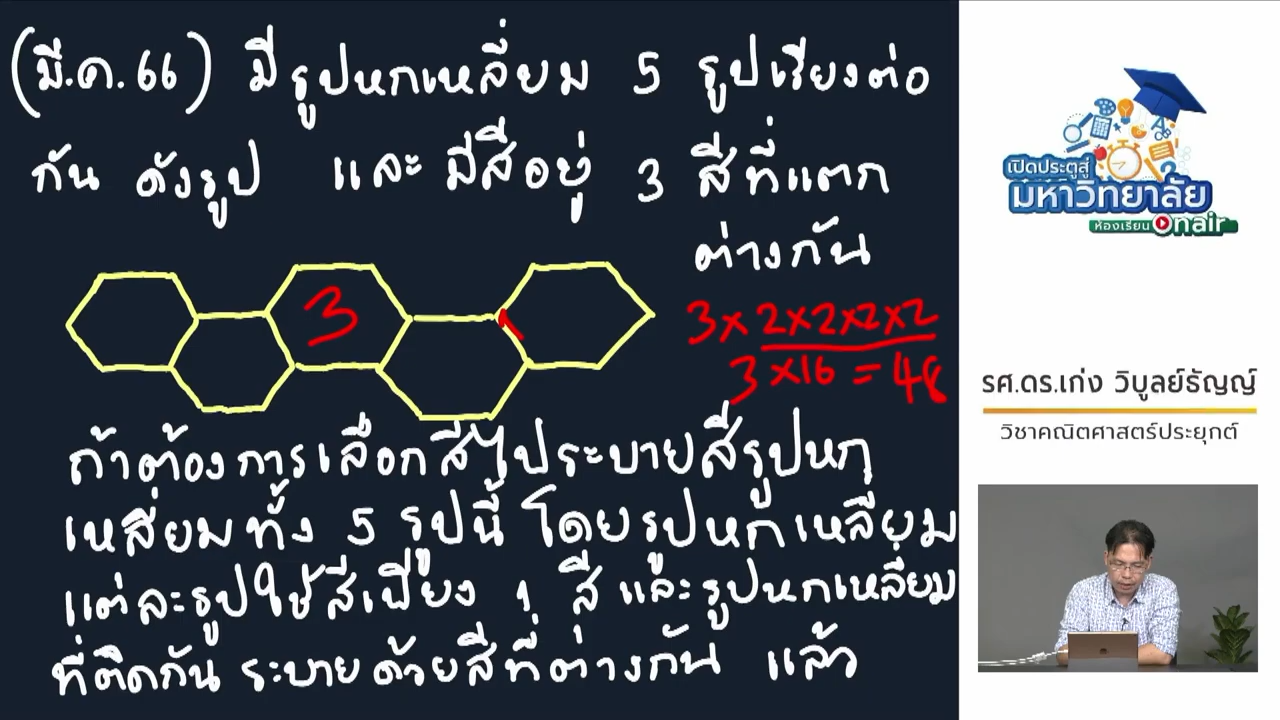 (มี.ค.66) มีรูปหกเหลี่ยม 5 รูปเรียงต่อ
กัน ดังรูป และ มีสีอยู่ 3 สีที่แตก
ต่างกัน
3
3×2×2×2×2
3×16=48
ถ้าต้องการเลือกสีไประบายสีรูปหก
เหลี่ยมทั้ง 5 รูปนี้ โดยรูปหกเหลี่ยม
แต่ละรูปใช้สีเพียง 1 สี และรูปหกเหลี่ยม
ที่ติดกัน ระบายด้วยสีที่ต่างกัน แล้ว
เปิดประตูสู่
มหาวิทยาลัย
ห้องเรียน Onair
รศ.ดร.เก่ง วิบูลย์ธัญญ์
วิชาคณิตศาสตร์ประยุกต์